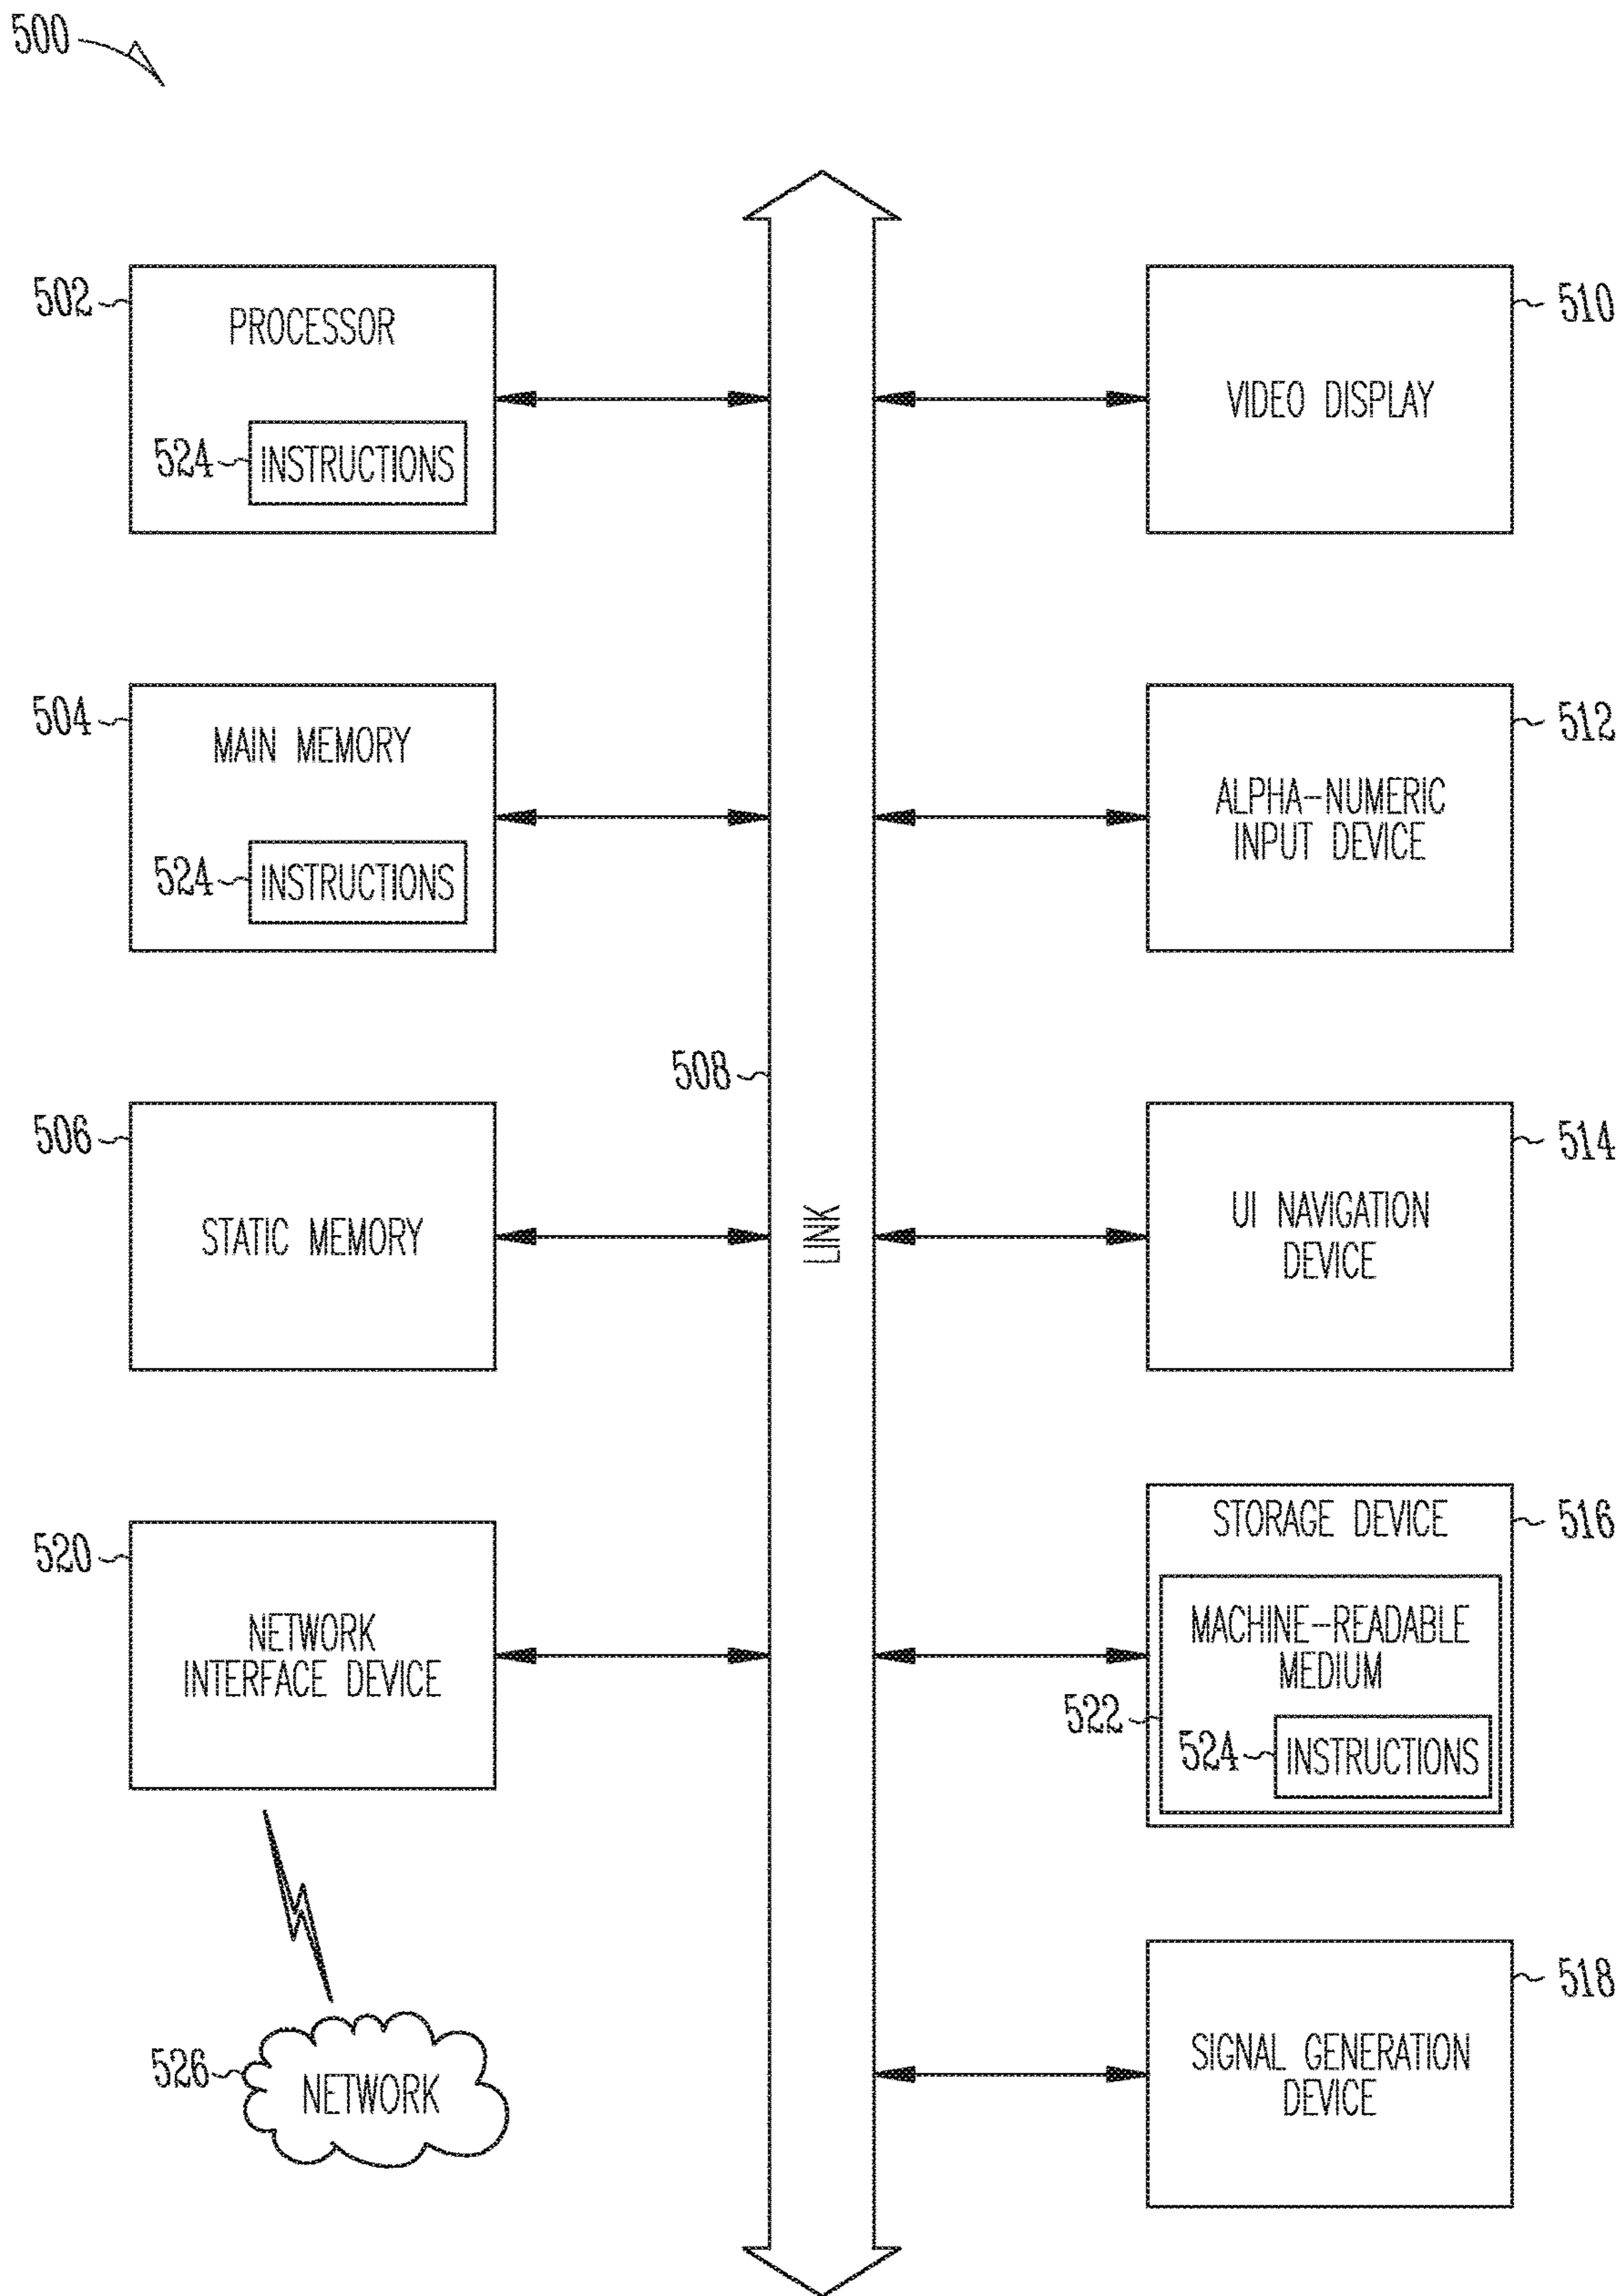 500
502
PROCESSOR
524
INSTRUCTIONS
504
MAIN MEMORY
524
INSTRUCTIONS
506
STATIC MEMORY
520
NETWORK
INTERFACE DEVICE
526
NETWORK
508
LINK
510
VIDEO DISPLAY
512
ALPHA-NUMERIC
INPUT DEVICE
514
UI NAVIGATION
DEVICE
516
STORAGE DEVICE
522
MACHINE-READABLE
MEDIUM
524
INSTRUCTIONS
518
SIGNAL GENERATION
DEVICE